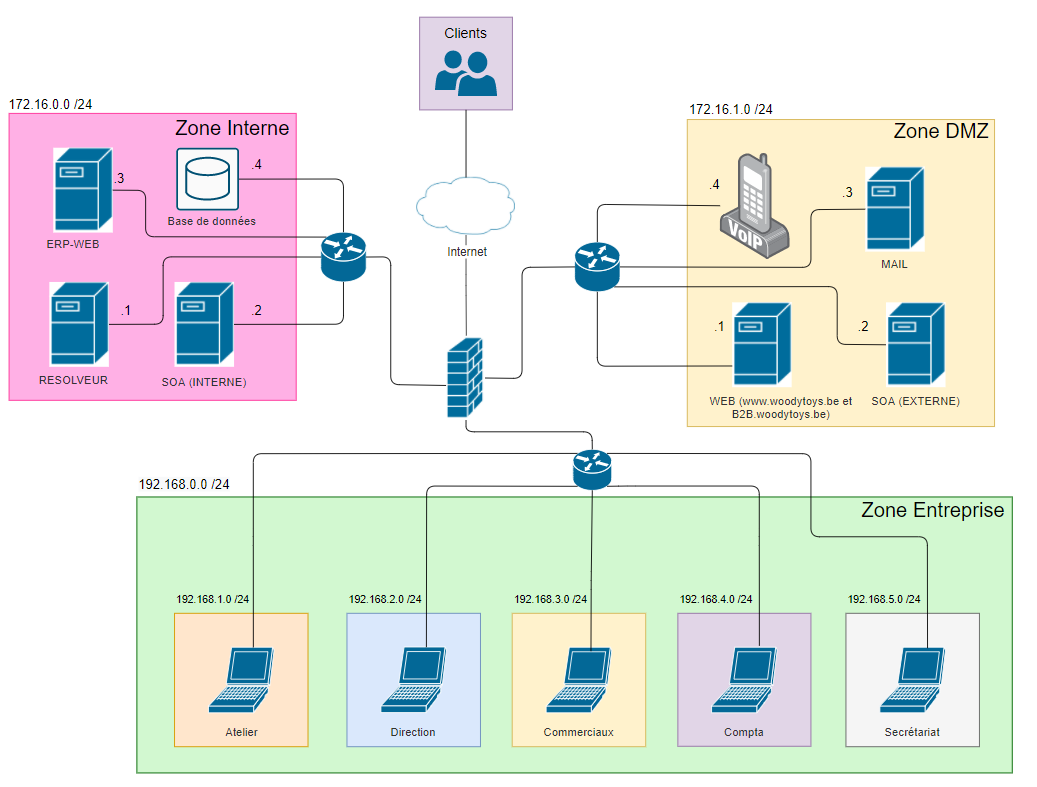 Clients
172.16.0.0 /24
Zone Interne
.3
.4
Base de données
ERP-WEB
.1
.2
RESOLVEUR
SOA (INTERNE)
Internet
172.16.1.0 /24
Zone DMZ
.4
VoIP
.3
MAIL
.1
.2
WEB (www.woodytoys.be et
B2B.woodytoys.be)
SOA (EXTERNE)
192.168.0.0 /24
Zone Entreprise
192.168.1.0 /24
192.168.2.0 /24
192.168.3.0 /24
192.168.4.0 /24
192.168.5.0 /24
Atelier
Direction
Commerciaux
Compta
Secrétariat